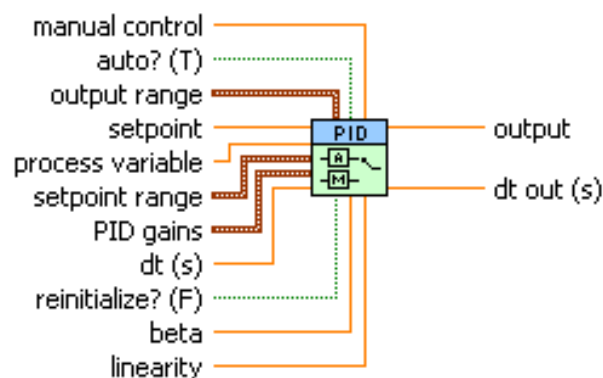 manual control
auto? (T)
output range
setpoint
process variable
setpoint range
PID gains
dt (s)
reinitialize? (F)
beta
linearity
PID
A
M
output
dt out (s)